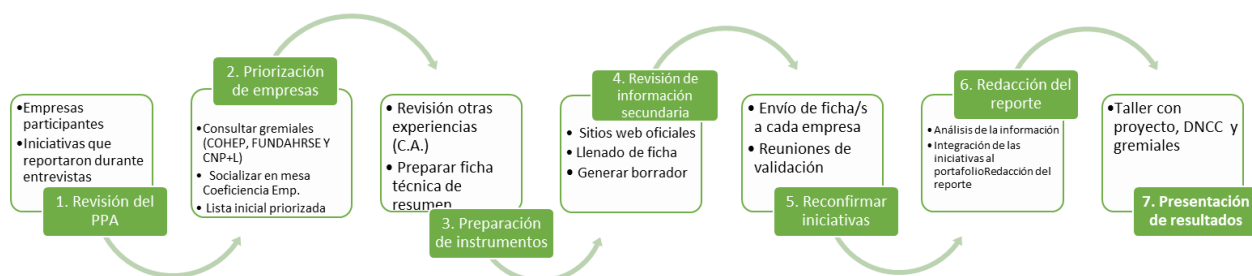 •Empresas
participantes
•Iniciativas que
reportaron durante
entrevistas
1. Revisión del
PPA
2. Priorización
de empresas
•Consultar gremiales
(COHEP, FUNDAHRSE Y
CNP+L)
• Socializar en mesa
Coeficiencia Emp.
• Lista inicial priorizada
• Revisión otras
experiencias
(C.A.)
• Preparar ficha
técnica de
resumen
3. Preparación
de instrumentos
4. Revisión de
información
secundaria
• Sitios web oficiales
• Llenado de ficha
• Generar borrador
• Envío de ficha/s
a cada empresa
• Reuniones de
validación
5. Reconfirmar
iniciativas
6. Redacción del
reporte
•Análisis de la información
•Integración de las
iniciativas al
portafolioRedacción del
reporte
•Taller con
proyecto, DNCC y
gremiales
7. Presentación
de resultados